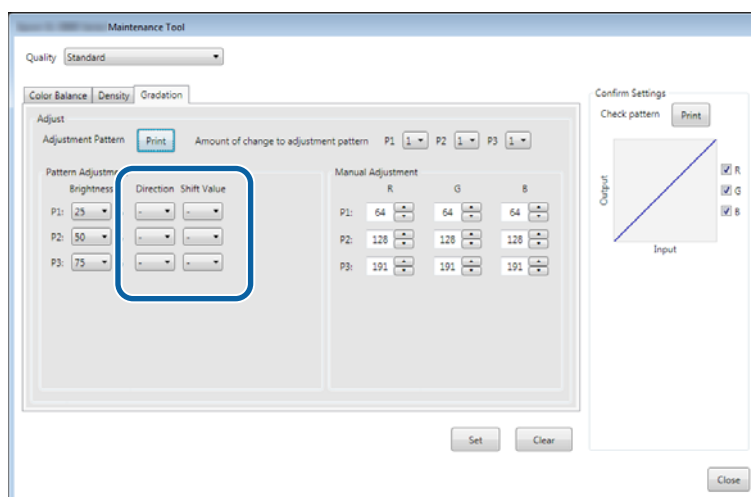 Maintenance Tool
Quality Standard
Color Balance Density Gradation
Adjust
Adjustment Pattern Print Amount of change to adjustment pattern P1 1 P2 1 P3 1
Pattern Adjustme
Brightness Direction Shift Value
P1: 25 - -
P2: 50 - -
P3: 75 - -
Manual Adjustment
R G B
P1: 64 64 64
P2: 128 128 128
P3: 191 191 191
Set Clear
Confirm Settings
Check pattern Print
Output
Input
R
G
B
Close